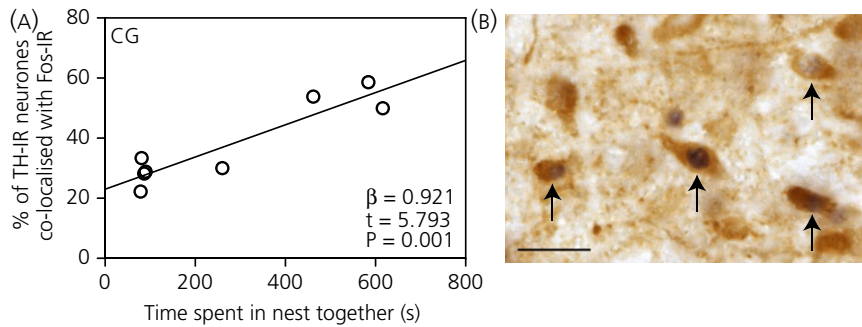 (A)
CG
% of TH-IR neurones
co-localised with Fos-IR
80
60
40
20
0
β = 0.921
t = 5.793
P = 0.001
0 200 400 600 800
Time spent in nest together (s)
(B)